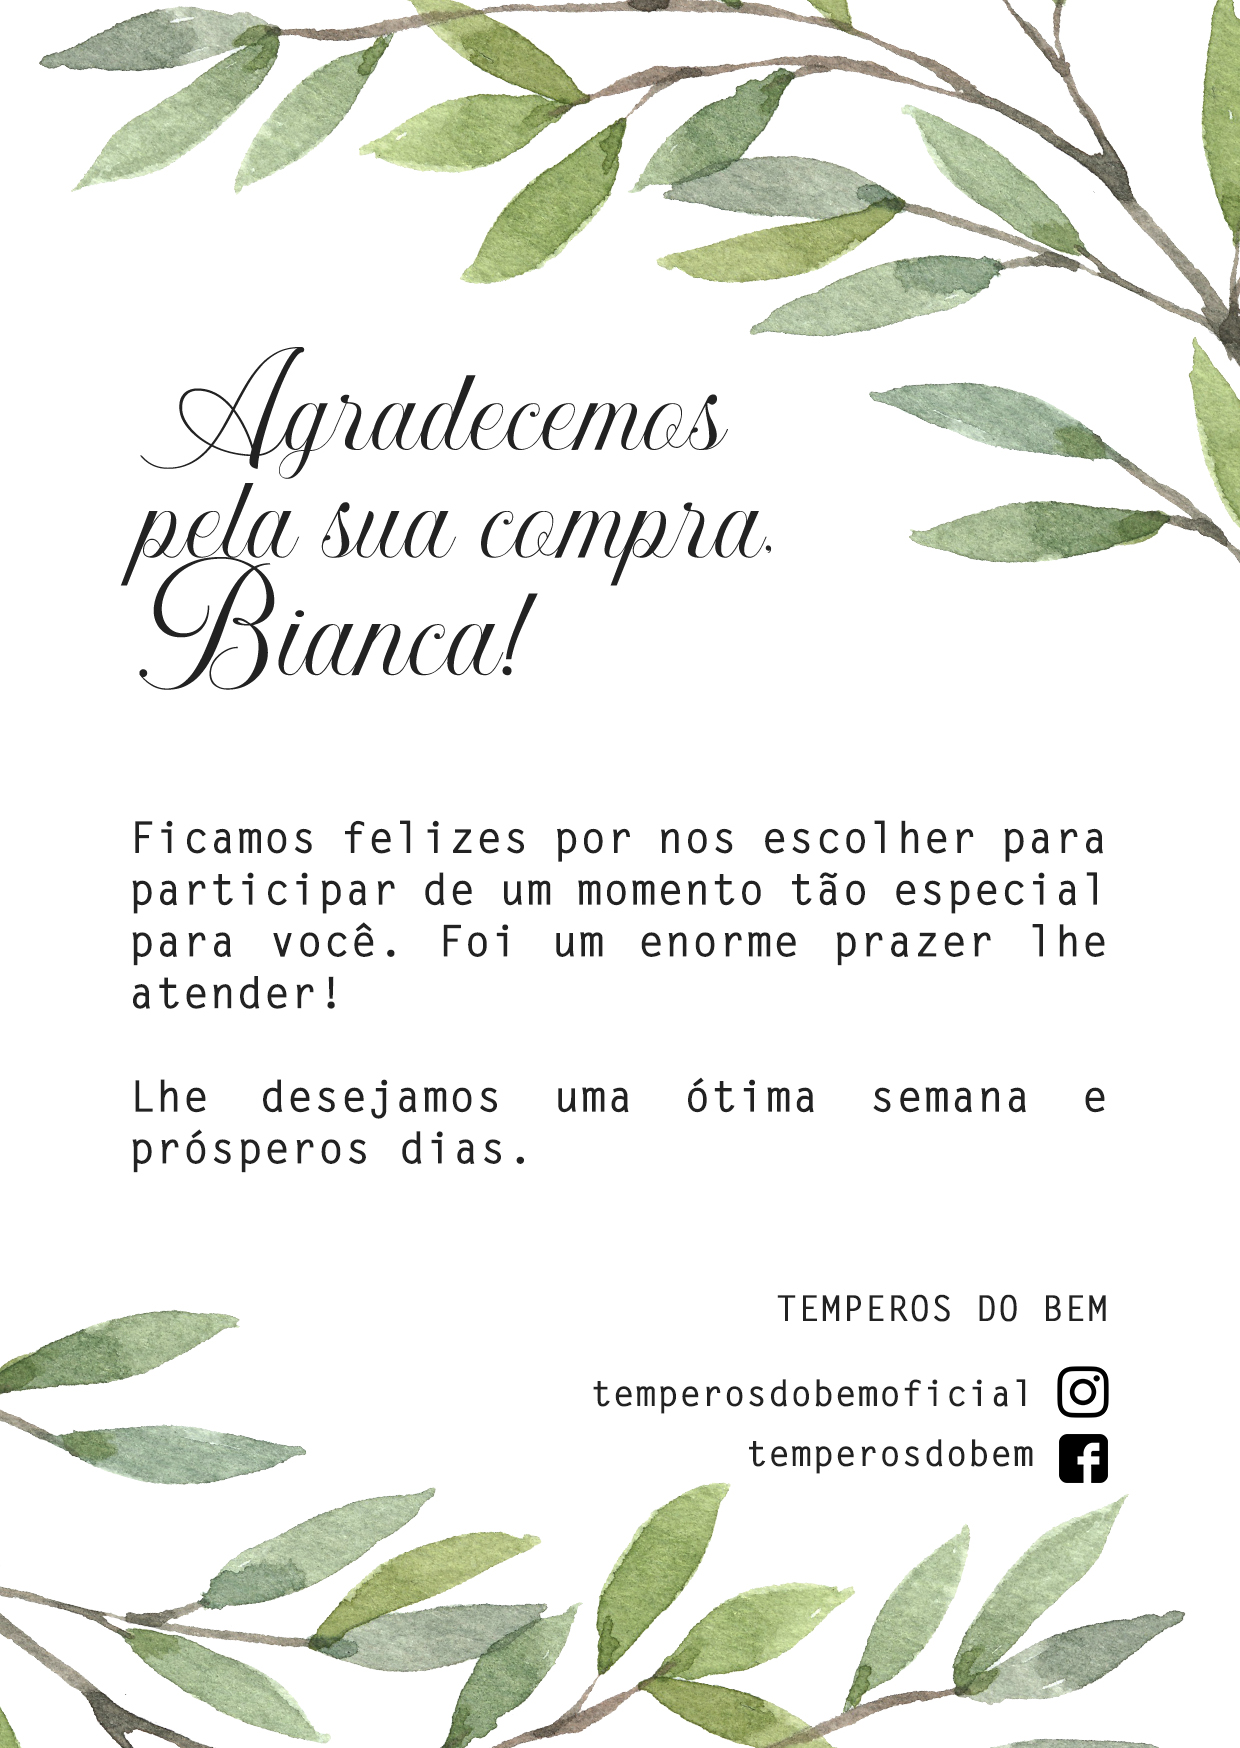 Agradecemos
pela sua compra,
Bianca!
Ficamos felizes por nos escolher para
participar de um momento tão especial
para você. Foi um enorme prazer lhe
atender!
Lhe desejamos uma ótima semana e
prósperos dias.
TEMPEROS DO BEM
temperosdobemoficial
temperosdobem